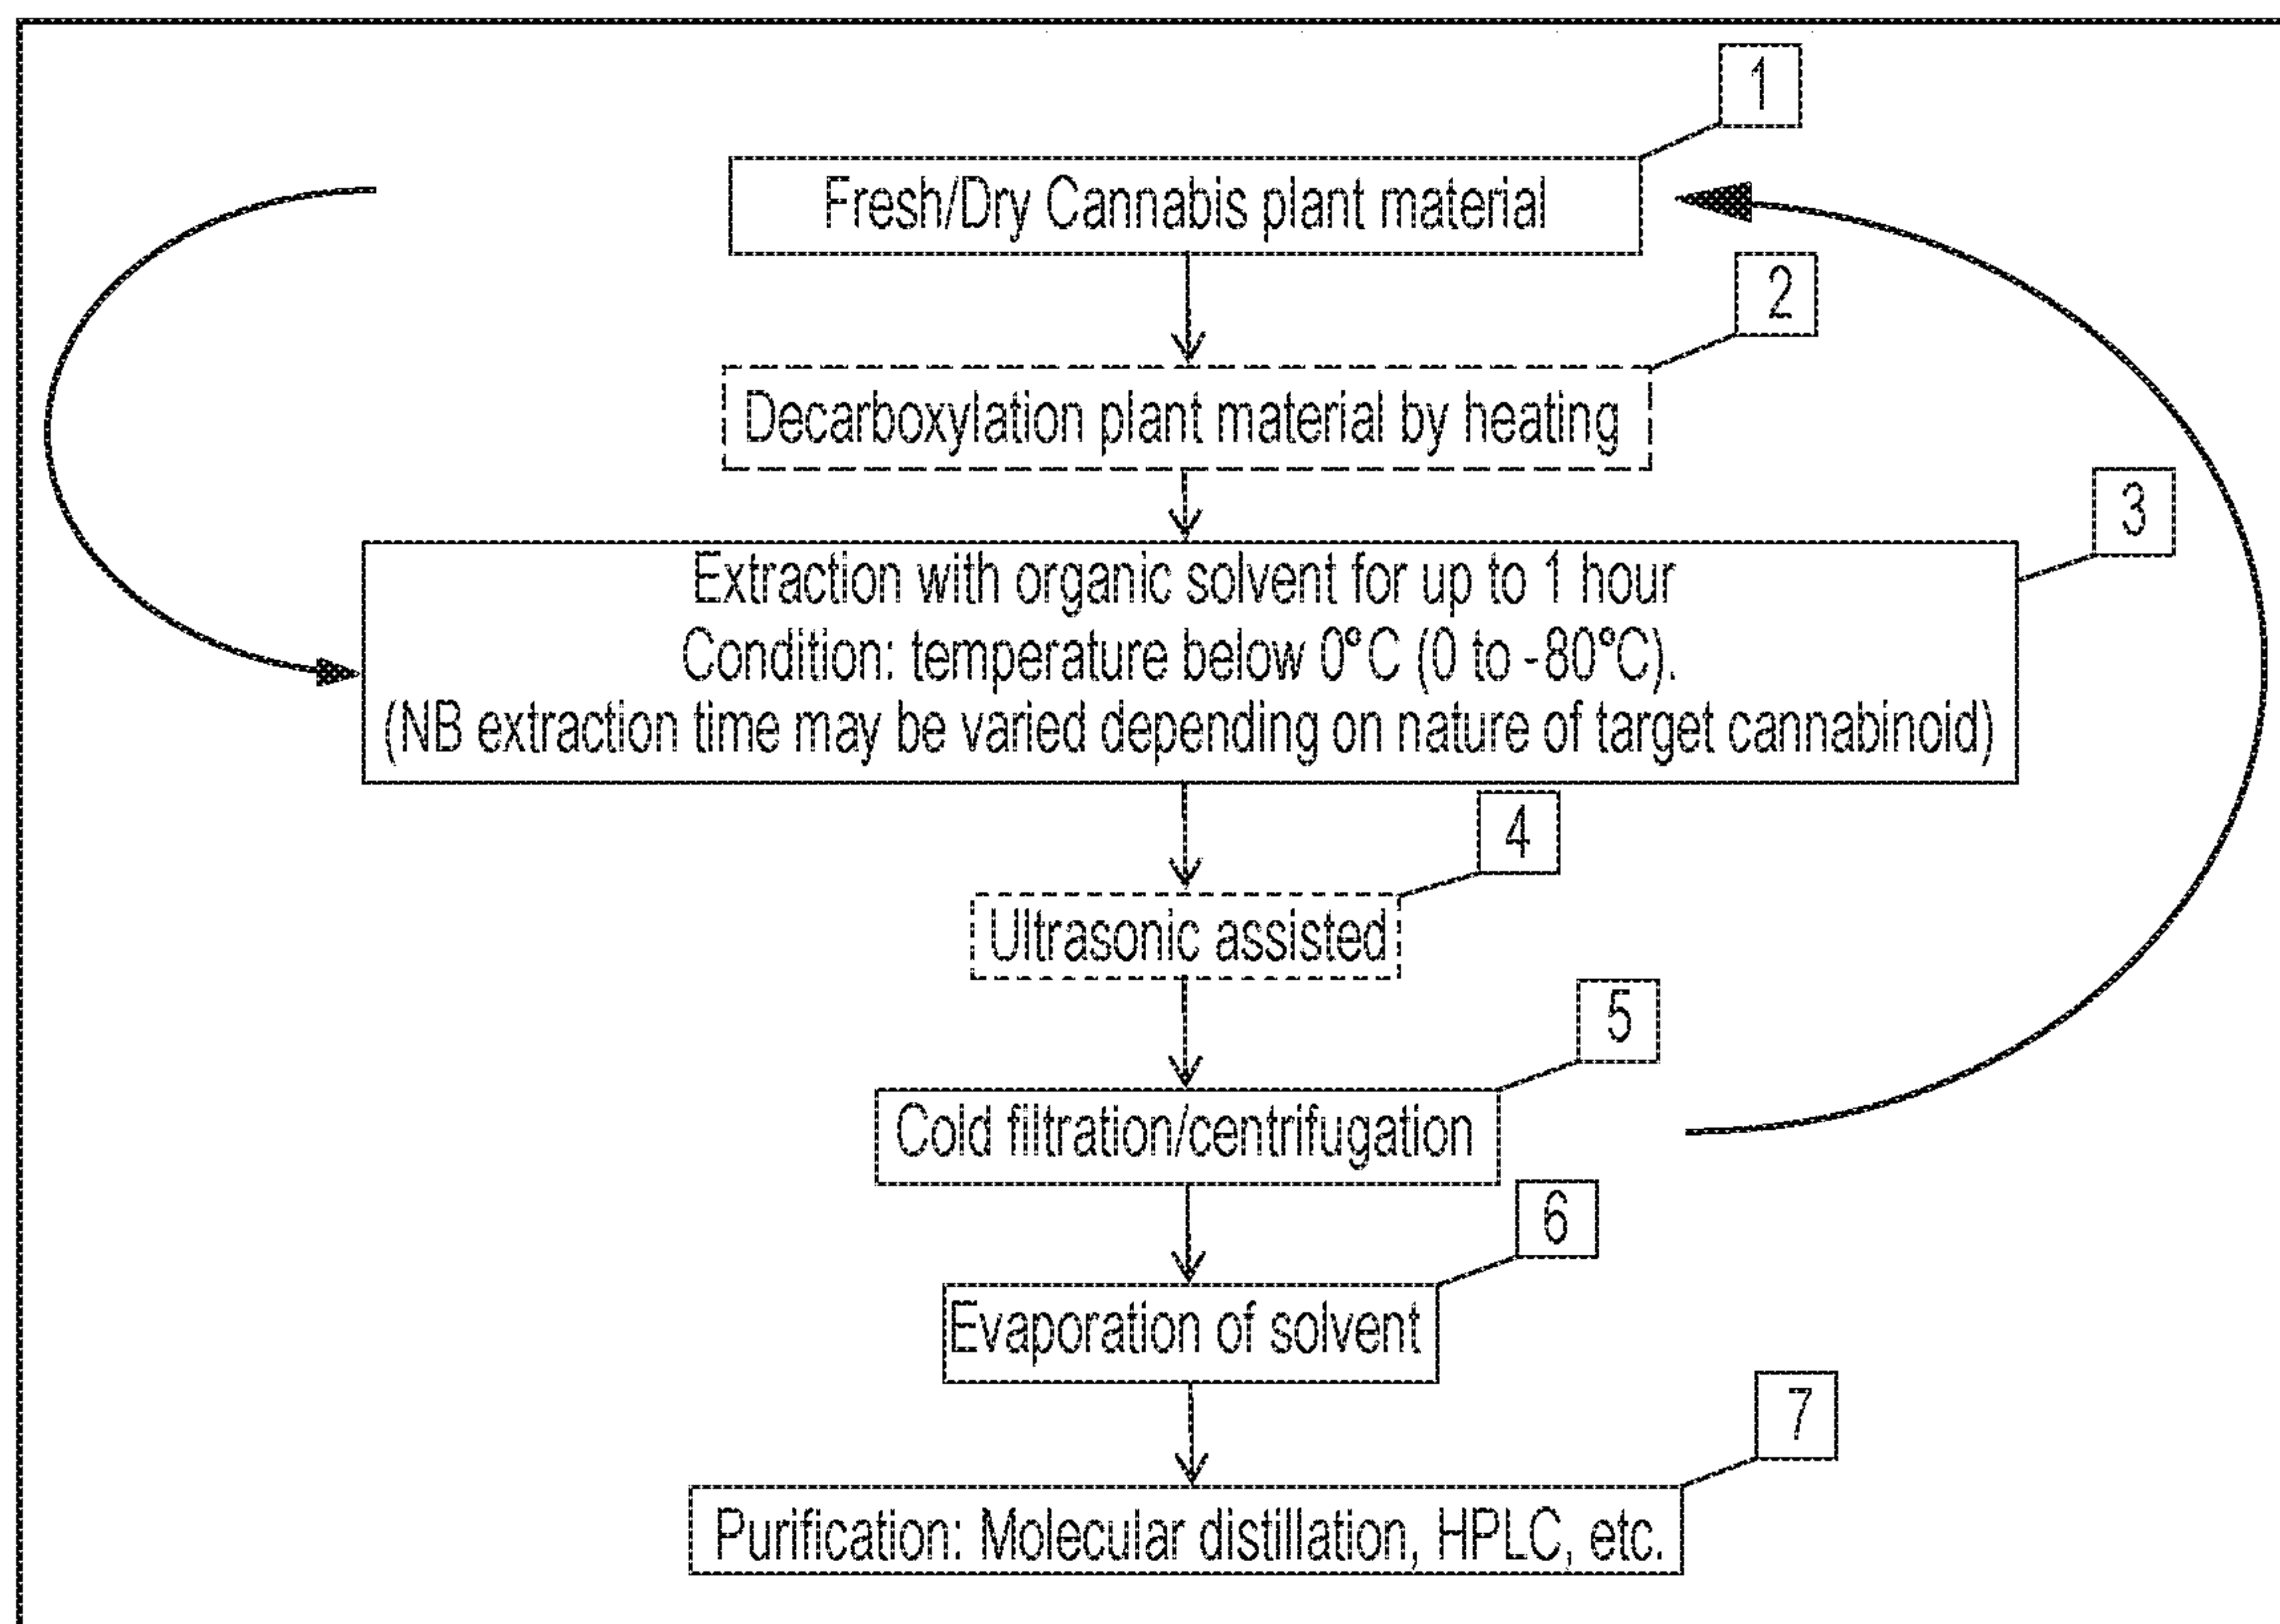 1
Fresh/Dry Cannabis plant material
2
Decarboxylation plant material by heating
3
Extraction with organic solvent for up to 1 hour
Condition: temperature below 0°C (0 to -80°C).
(NB extraction time may be varied depending on nature of target cannabinoid)
4
Ultrasonic assisted
5
Cold filtration/centrifugation
6
Evaporation of solvent
7
Purification: Molecular distillation, HPLC, etc.